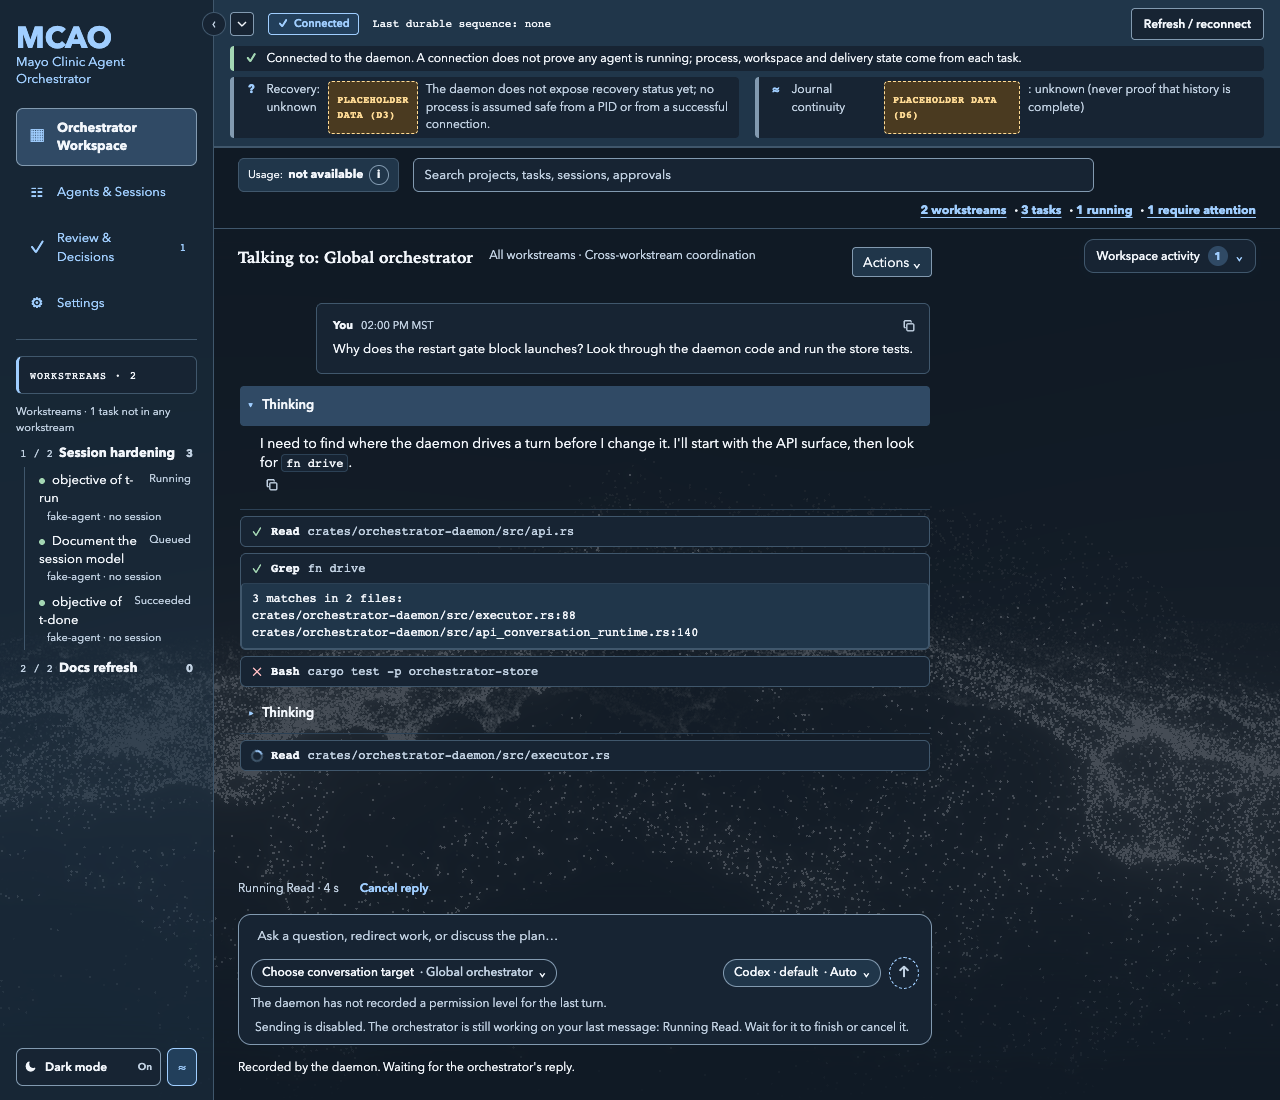 MCAO
Mayo Clinic Agent
Orchestrator
Orchestrator
Workspace
Agents & Sessions
Review &
Decisions
1
Settings
WORKSTREAMS · 2
Workstreams · 1 task not in any
workstream
1 / 2 Session hardening 3
objective of t-
run
Running
fake-agent · no session
Document the
session model
Queued
fake-agent · no session
objective of
t-done
Succeeded
fake-agent · no session
2 / 2 Docs refresh 0
Dark mode On
≈
‹
✓ Connected
Last durable sequence: none
Refresh / reconnect
✓ Connected to the daemon. A connection does not prove any agent is running; process, workspace and delivery state come from each task.
? Recovery:
unknown
PLACEHOLDER
DATA (D3)
The daemon does not expose recovery status yet; no
process is assumed safe from a PID or from a successful
connection.
≈ Journal
continuity
PLACEHOLDER DATA
(D6)
: unknown (never proof that history is
complete)
Usage: not available i
Search projects, tasks, sessions, approvals
2 workstreams · 3 tasks · 1 running · 1 require attention
Talking to: Global orchestrator
All workstreams · Cross-workstream coordination
Actions
Workspace activity 1
You 02:00 PM MST
Why does the restart gate block launches? Look through the daemon code and run the store tests.
Thinking
I need to find where the daemon drives a turn before I change it. I'll start with the API surface, then look
for fn drive.
✓ Read crates/orchestrator-daemon/src/api.rs
✓ Grep fn drive
3 matches in 2 files:
crates/orchestrator-daemon/src/executor.rs:88
crates/orchestrator-daemon/src/api_conversation_runtime.rs:140
Bash cargo test -p orchestrator-store
Thinking
Read crates/orchestrator-daemon/src/executor.rs
Running Read · 4 s
Cancel reply
Ask a question, redirect work, or discuss the plan…
Choose conversation target · Global orchestrator
Codex · default · Auto
The daemon has not recorded a permission level for the last turn.
Sending is disabled. The orchestrator is still working on your last message: Running Read. Wait for it to finish or cancel it.
Recorded by the daemon. Waiting for the orchestrator's reply.